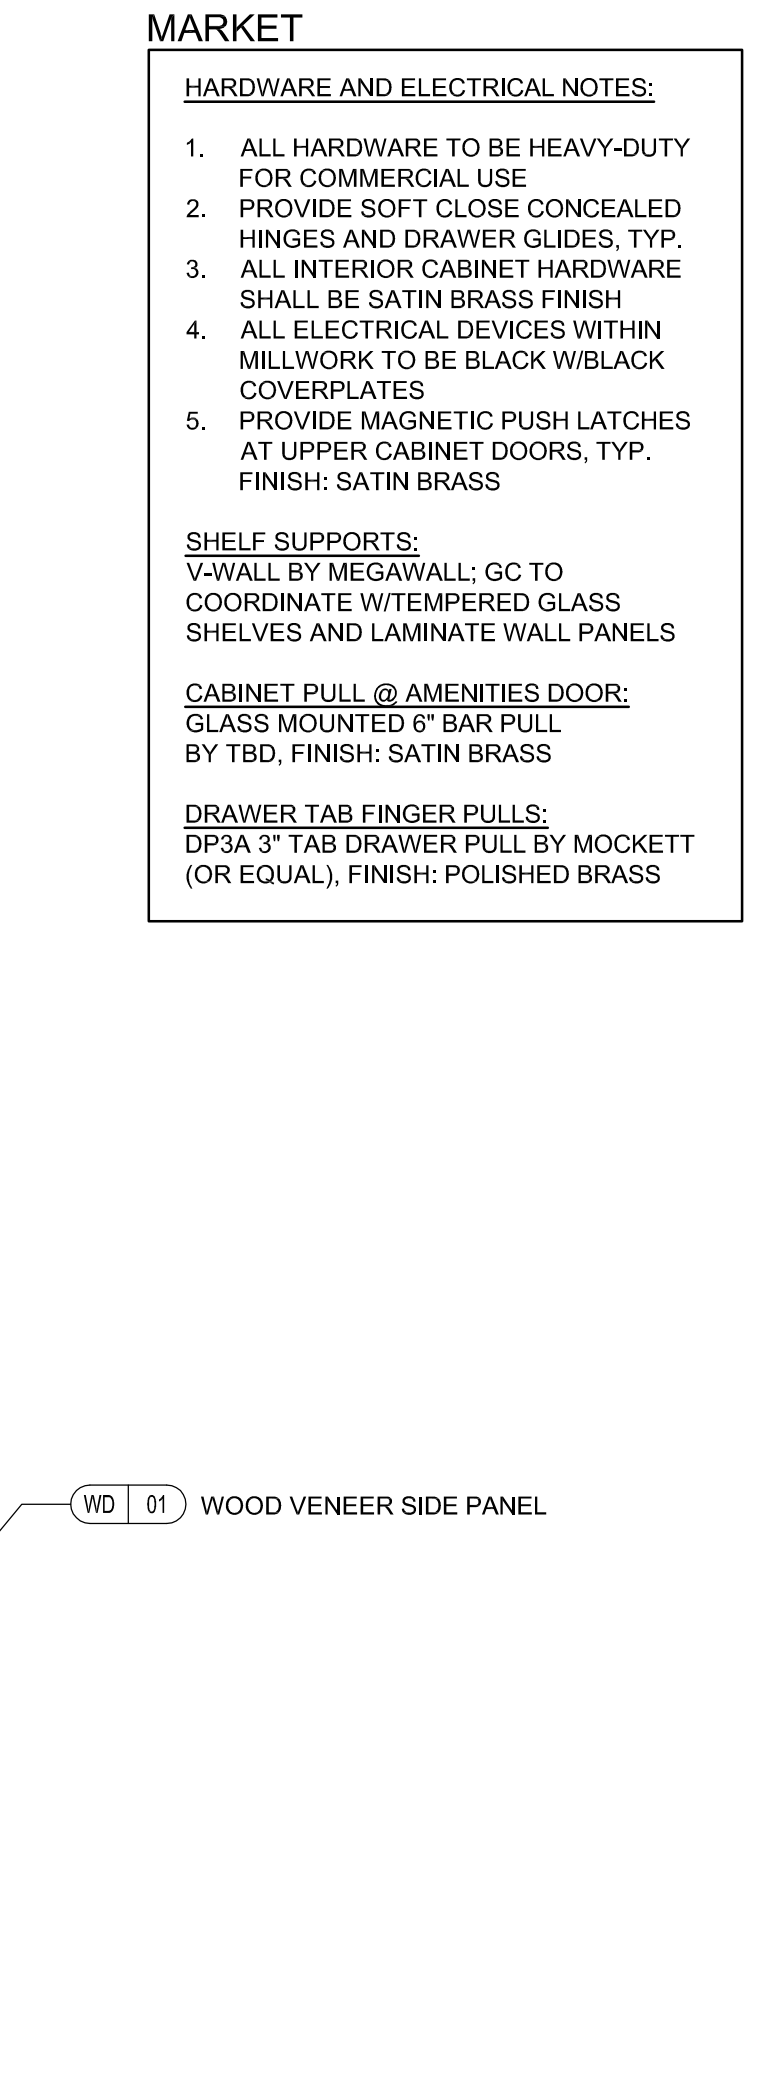 MARKET
HARDWARE AND ELECTRICAL NOTES:
1. ALL HARDWARE TO BE HEAVY-DUTY
FOR COMMERCIAL USE
2. PROVIDE SOFT CLOSE CONCEALED
HINGES AND DRAWER GLIDES, TYP.
3. ALL INTERIOR CABINET HARDWARE
SHALL BE SATIN BRASS FINISH
4. ALL ELECTRICAL DEVICES WITHIN
MILLWORK TO BE BLACK W/BLACK
COVERPLATES
5. PROVIDE MAGNETIC PUSH LATCHES
AT UPPER CABINET DOORS, TYP.
FINISH: SATIN BRASS
SHELF SUPPORTS:
V-WALL BY MEGAWALL; GC TO
COORDINATE W/TEMPERED GLASS
SHELVES AND LAMINATE WALL PANELS
CABINET PULL @ AMENITIES DOOR:
GLASS MOUNTED 6" BAR PULL
BY TBD, FINISH: SATIN BRASS
DRAWER TAB FINGER PULLS:
DP3A 3" TAB DRAWER PULL BY MOCKETT
(OR EQUAL), FINISH: POLISHED BRASS
WD 01 WOOD VENEER SIDE PANEL